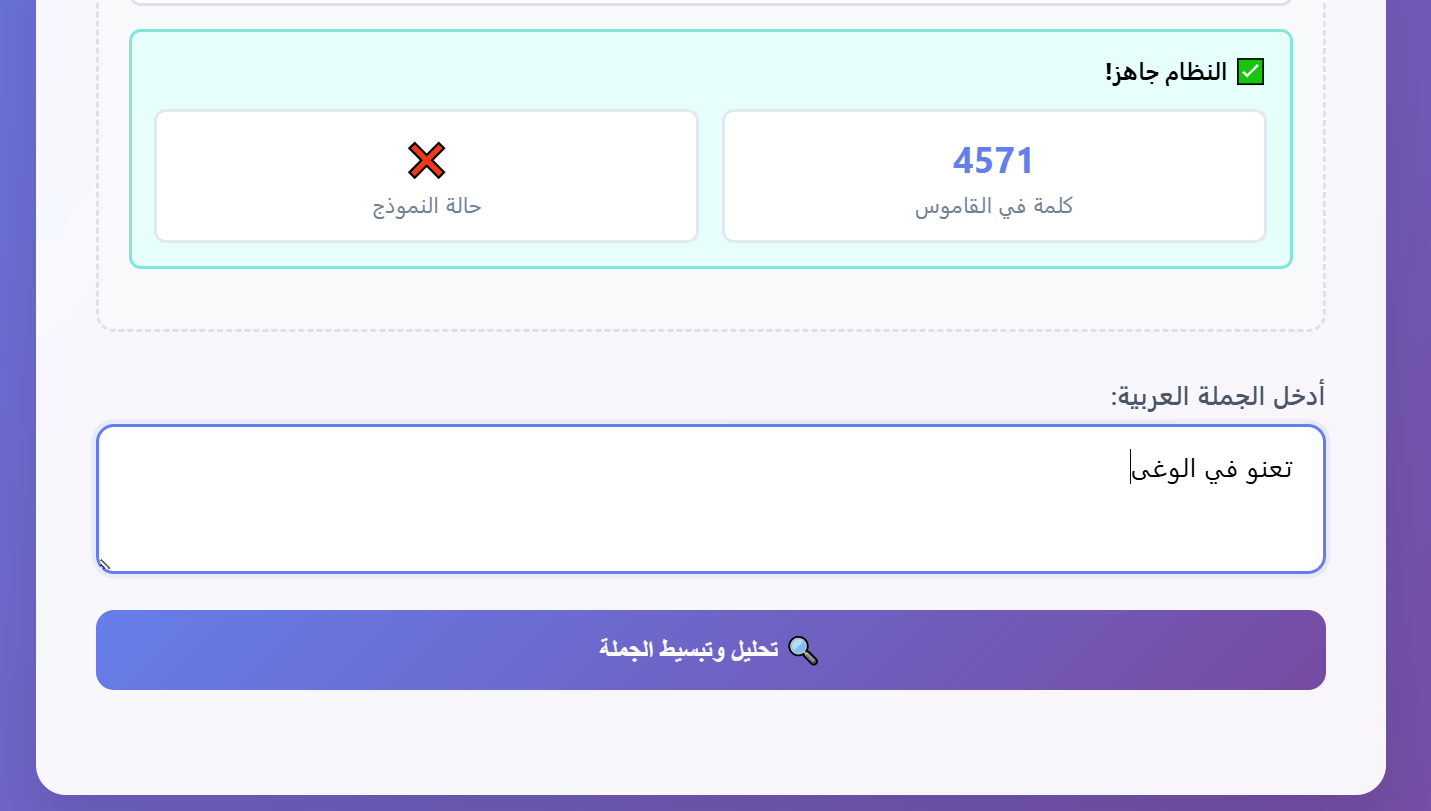 ✅ النظام جاهز!
4571
كلمة في القاموس
❌
حالة النموذج
أدخل الجملة العربية:
تعنو في الوغى
🔍 تحليل وتبسيط الجملة